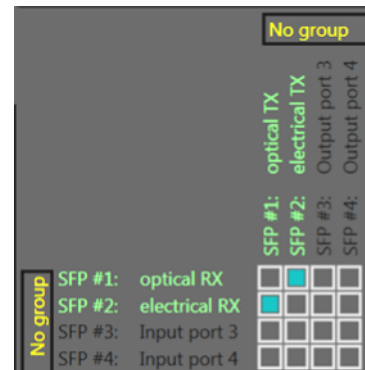 No group
SFP #1: optical TX
SFP #2: electrical TX
SFP #3: Output port 3
SFP #4: Output port 4
No group
SFP #1: optical RX
SFP #2: electrical RX
SFP #3: Input port 3
SFP #4: Input port 4